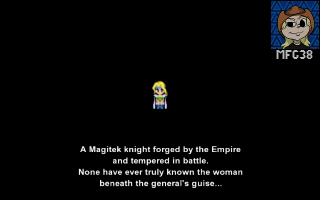 MFG38
A Magitek knight forged by the Empire
and tempered in battle.
None have ever truly known the woman
beneath the general's guise...